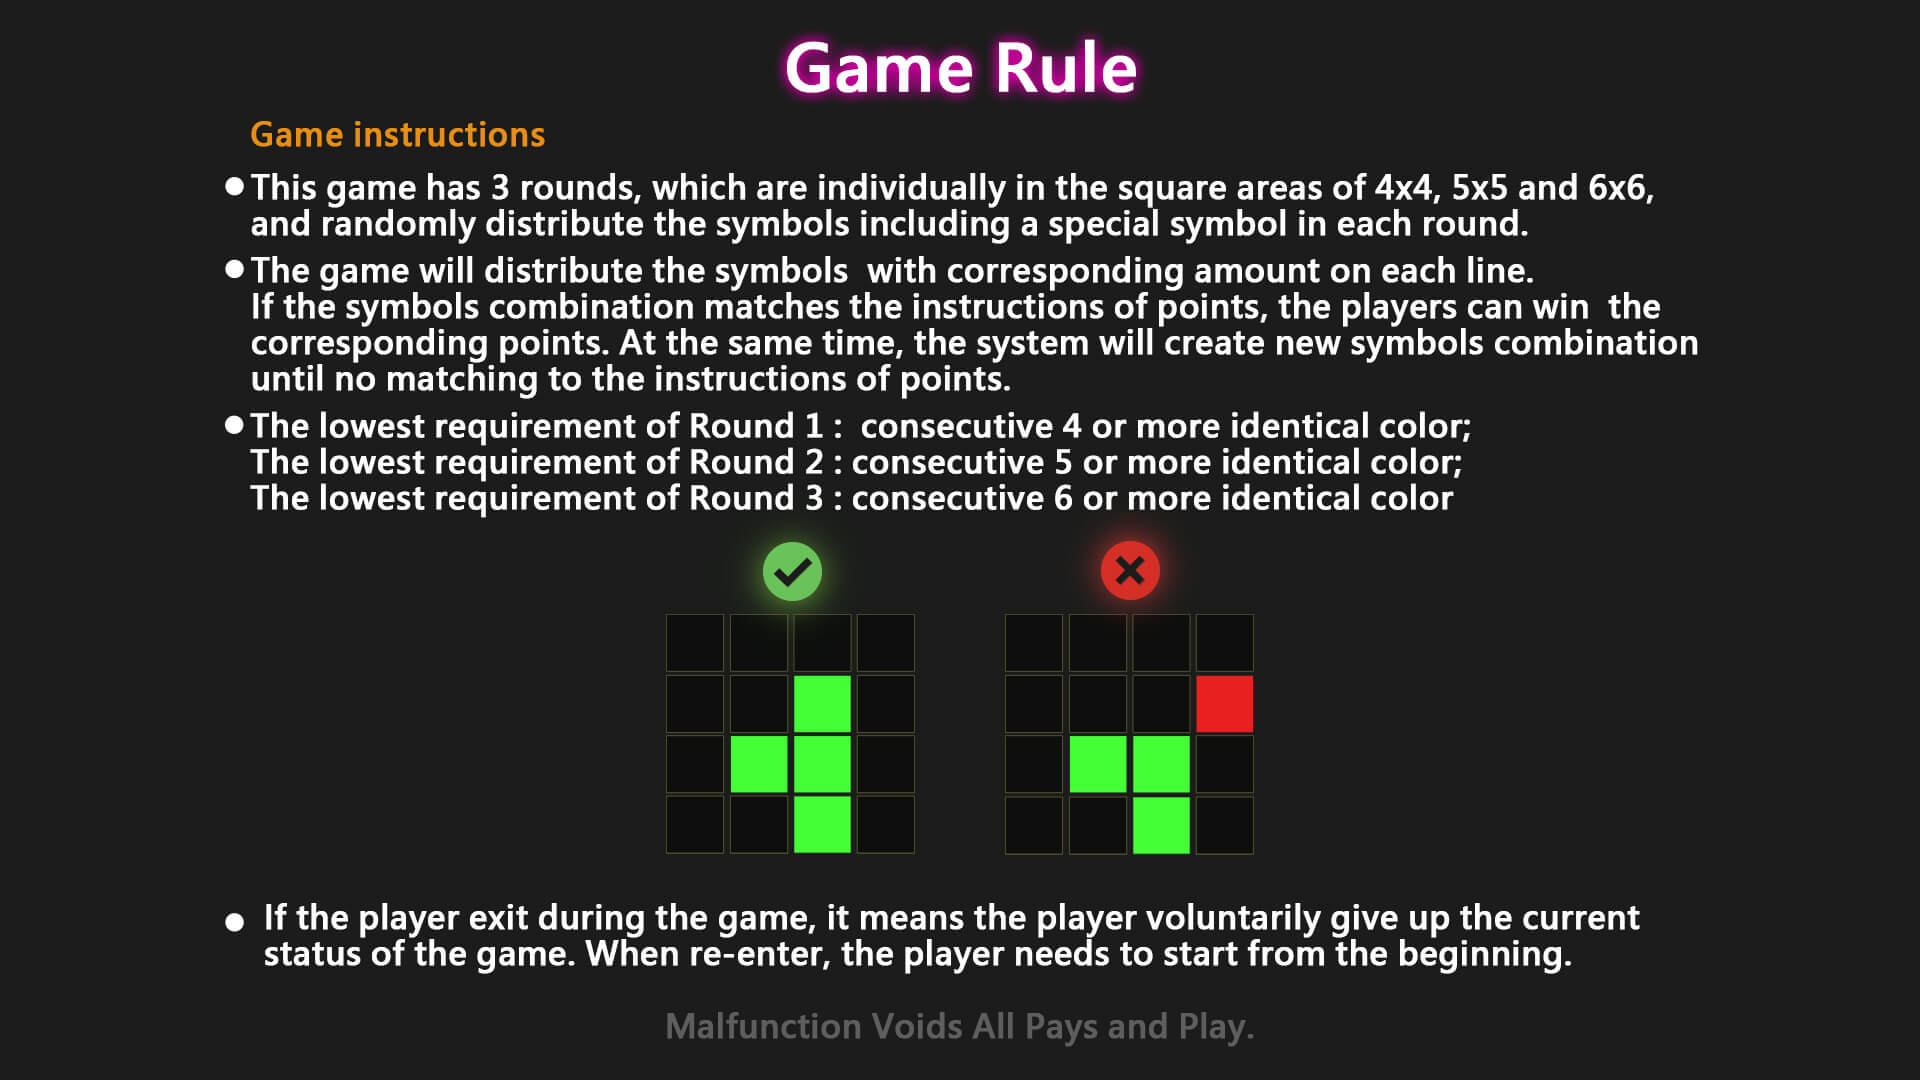 Game Rule
Game instructions
● This game has 3 rounds, which are individually in the square areas of 4x4, 5x5 and 6x6,
and randomly distribute the symbols including a special symbol in each round.
● The game will distribute the symbols  with corresponding amount on each line.
If the symbols combination matches the instructions of points, the players can win  the
corresponding points. At the same time, the system will create new symbols combination
until no matching to the instructions of points.
● The lowest requirement of Round 1 :  consecutive 4 or more identical color;
The lowest requirement of Round 2 : consecutive 5 or more identical color;
The lowest requirement of Round 3 : consecutive 6 or more identical color
● If the player exit during the game, it means the player voluntarily give up the current
status of the game. When re-enter, the player needs to start from the beginning.
Malfunction Voids All Pays and Play.